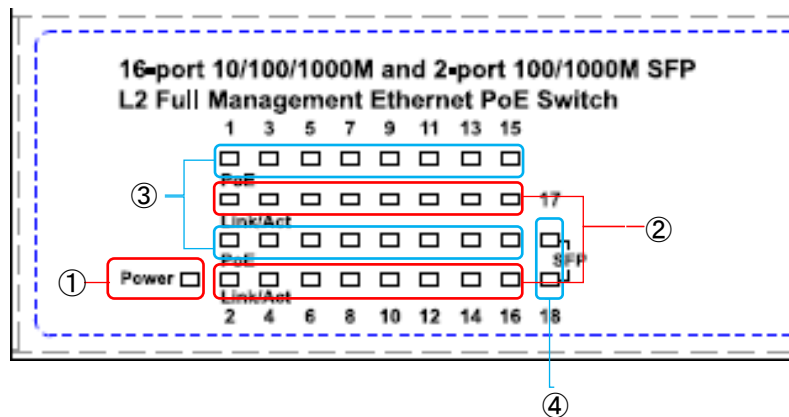 16-port 10/100/1000M and 2-port 100/1000M SFP
L2 Full Management Ethernet PoE Switch
1 3 5 7 9 11 13 15
PoE
③
17
Link/Act
②
PoE
SFP
① Power
Link/Act
2 4 6 8 10 12 14 16 18
④